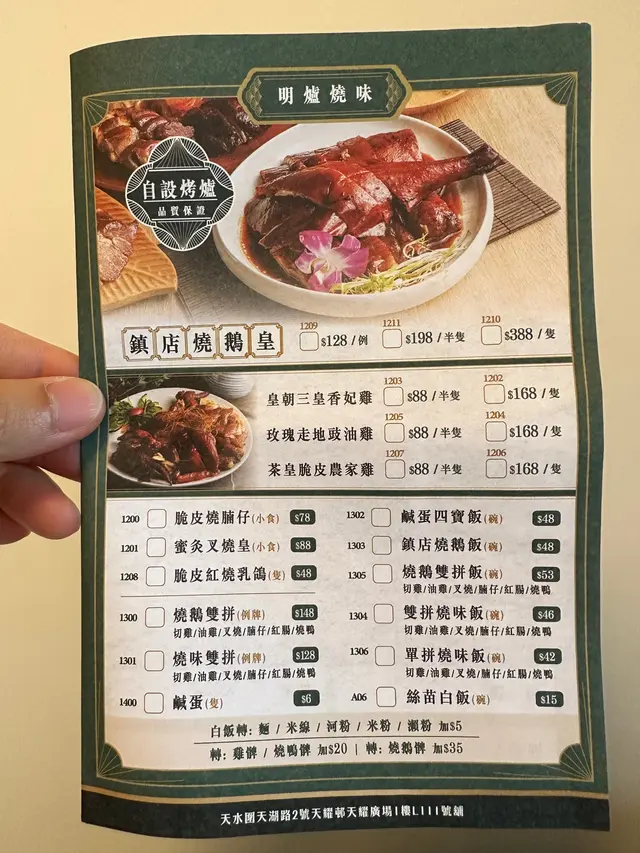 明爐燒味
自設烤爐
品質保證
鎮店燒鵝皇 1209 $128 / 例 1211 $198 / 半隻 1210 $388 / 隻
皇朝三皇香妃雞 1203 $88 / 半隻 1202 $168 / 隻
玫瑰走地豉油雞 1205 $88 / 半隻 1204 $168 / 隻
茶皇脆皮農家雞 1207 $88 / 半隻 1206 $168 / 隻
1200 脆皮燒腩仔(小食) $78
1201 蜜灸叉燒皇(小食) $88
1208 脆皮紅燒乳鴿(隻) $48
1300 燒鵝雙拼(例牌) $148
切雞/油雞/叉燒/腩仔/紅腸/燒鴨
1301 燒味雙拼(例牌) $128
切雞/油雞/叉燒/腩仔/紅腸/燒鴨
1400 鹹蛋(隻) $6
1302 鹹蛋四寶飯(碗) $48
1303 鎮店燒鵝飯(碗) $48
1305 燒鵝雙拼飯(碗) $53
切雞/油雞/叉燒/腩仔/紅腸/燒鴨
1304 雙拼燒味飯(碗) $46
切雞/油雞/叉燒/腩仔/紅腸/燒鴨
1306 單拼燒味飯(碗) $42
切雞/油雞/叉燒/腩仔/紅腸/燒鴨
A06 絲苗白飯(碗) $15
白飯轉: 麵 / 米線 / 河粉 / 米粉 / 瀨粉 加$5
轉: 雞髀 / 燒鴨髀 加$20 | 轉: 燒鵝髀 加$35
天水圍天湖路2號天耀邨天耀廣場1樓L111號舖